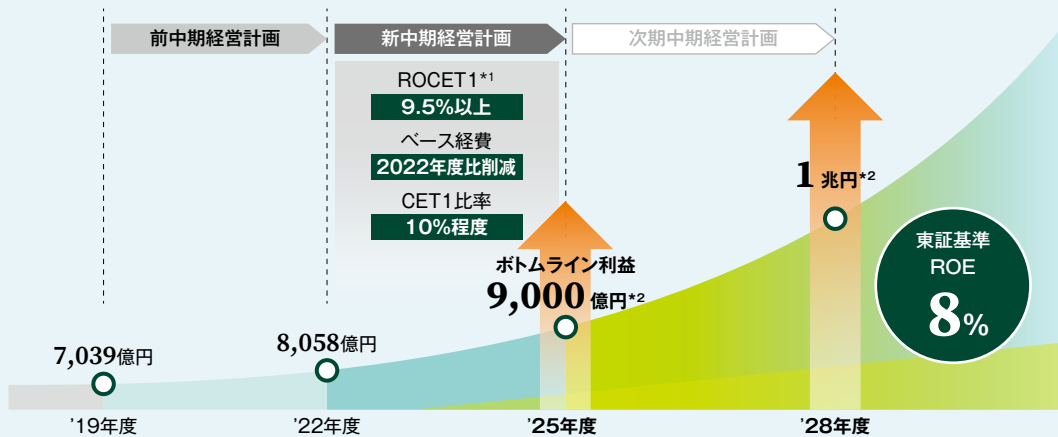 前中期経営計画
新中期経営計画
次期中期経営計画
ROCET1*1
9.5%以上
ベース経費
2022年度比削減
CET1比率
10%程度
1兆円*2
ボトムライン利益
9,000億円*2
東証基準
ROE
8%
7,039億円
8,058億円
'19年度
'22年度
'25年度
'28年度